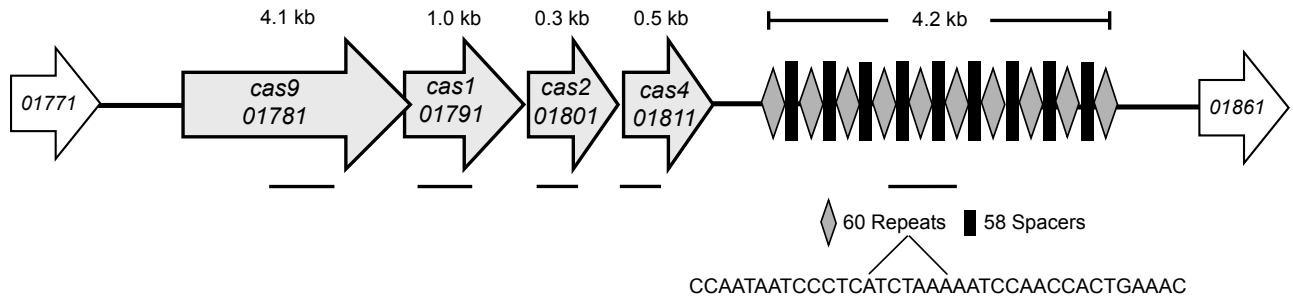 4.1 kb 1.0 kb 0.3 kb 0.5 kb 4.2 kb
01771
cas9
01781
cas1
01791
cas2
01801
cas4
01811
01861
60 Repeats 58 Spacers
CCAATAATCCCTCATCTAAAAATCCAACCACTGAAAC